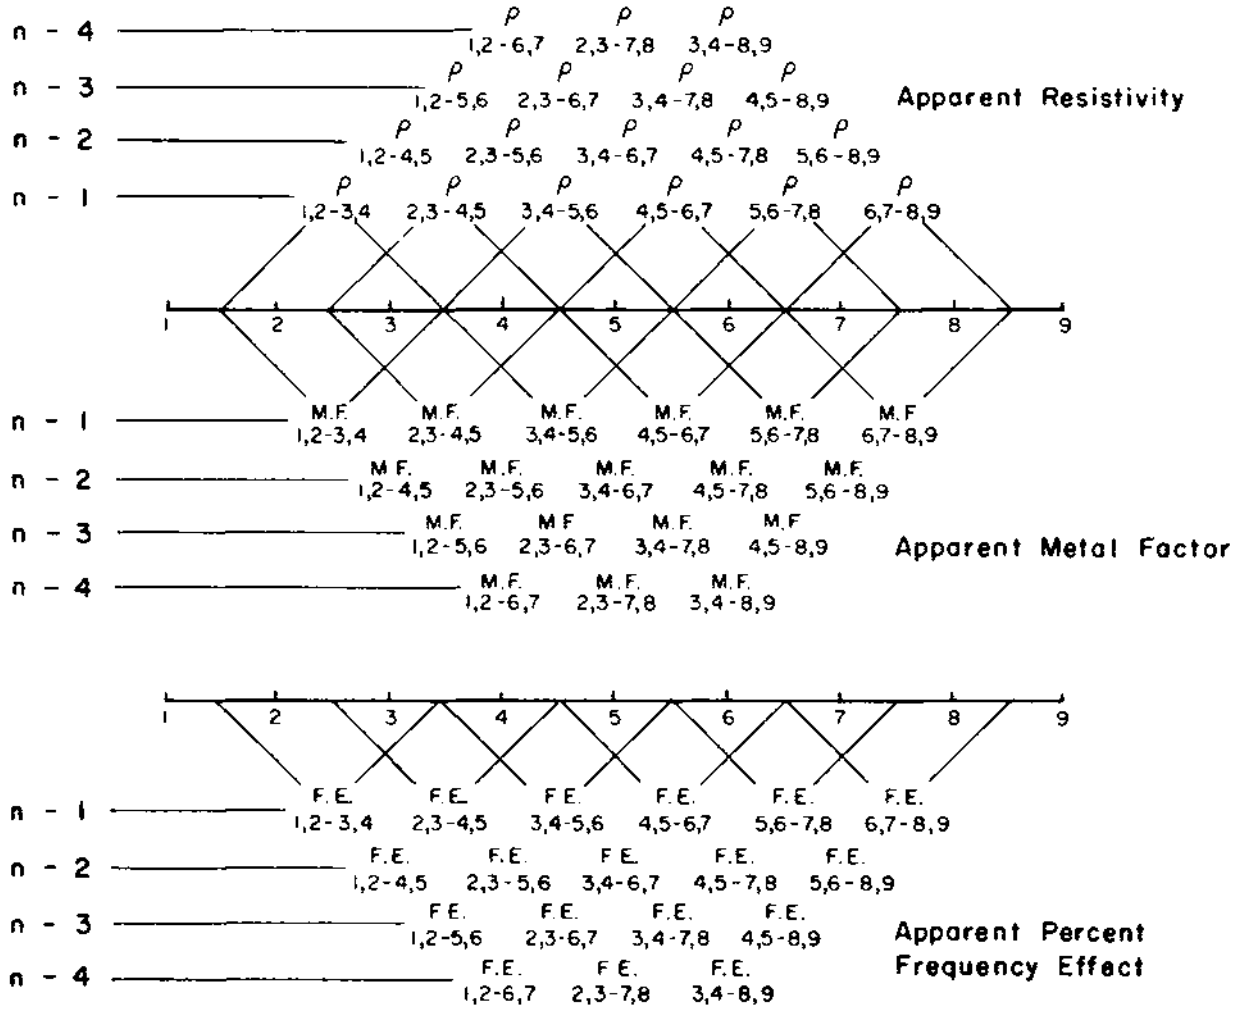 ρ ρ ρ
n - 4
1,2-6,7 2,3-7,8 3,4-8,9
ρ ρ ρ ρ
n - 3
1,2-5,6 2,3-6,7 3,4-7,8 4,5-8,9
Apparent Resistivity
ρ ρ ρ ρ ρ
n - 2
1,2-4,5 2,3-5,6 3,4-6,7 4,5-7,8 5,6-8,9
ρ ρ ρ ρ ρ ρ
n - 1
1,2-3,4 2,3-4,5 3,4-5,6 4,5-6,7 5,6-7,8 6,7-8,9
1 2 3 4 5 6 7 8 9
M.F. M.F. M.F. M.F. M.F. M.F
n - 1
1,2-3,4 2,3-4,5 3,4-5,6 4,5-6,7 5,6-7,8 6,7-8,9
M.F. M.F. M.F. M.F. M.F.
n - 2
1,2-4,5 2,3-5,6 3,4-6,7 4,5-7,8 5,6-8,9
M.F. M F M.F. M.F
n - 3
1,2-5,6 2,3-6,7 3,4-7,8 4,5-8,9
Apparent Metal Factor
M.F. M.F. M.F.
n - 4
1,2-6,7 2,3-7,8 3,4-8,9
1 2 3 4 5 6 7 8 9
F.E. F.E. F E. F.E. F.E. F.E.
n - 1
1,2-3,4 2,3-4,5 3,4-5,6 4,5-6,7 5,6-7,8 6,7-8,9
F.E. F.E. F E. F.E. F.E.
n - 2
1,2-4,5 2,3-5,6 3,4-6,7 4,5-7,8 5,6-8,9
F E. F.E. F.E. F.E.
n - 3
1,2-5,6 2,3-6,7 3,4-7,8 4,5-8,9
Apparent Percent
Frequency Effect
F.E. F E. F.E.
n - 4
1,2-6,7 2,3-7,8 3,4-8,9